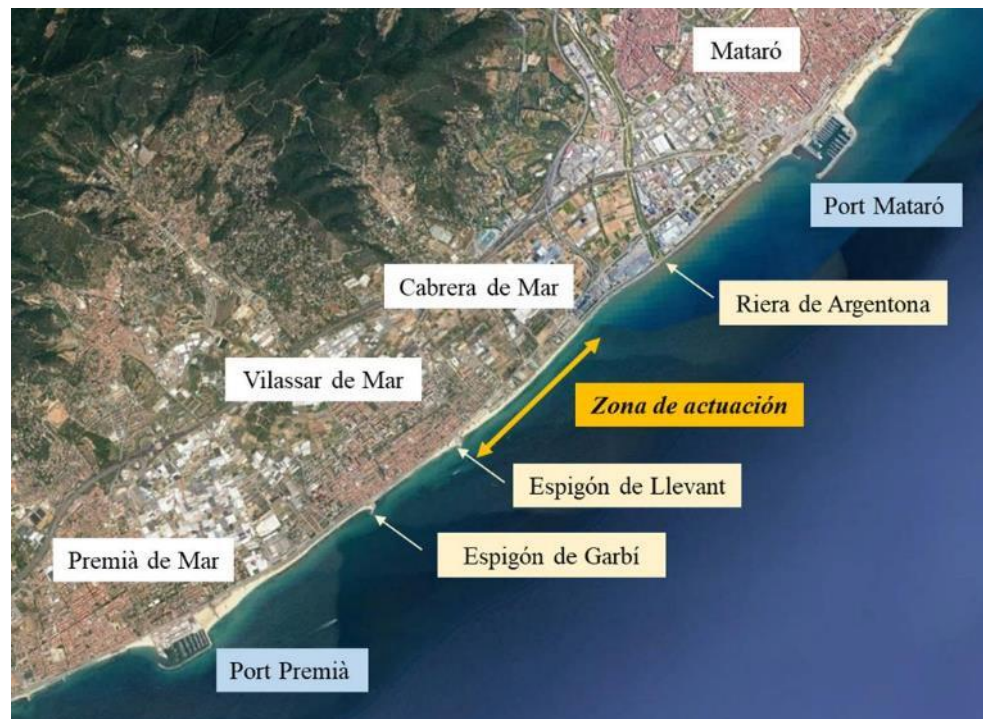 Mataró
Port Mataró
Cabrera de Mar
Riera de Argentona
Vilassar de Mar
Zona de actuación
Espigón de Llevant
Premià de Mar
Espigón de Garbí
Port Premià